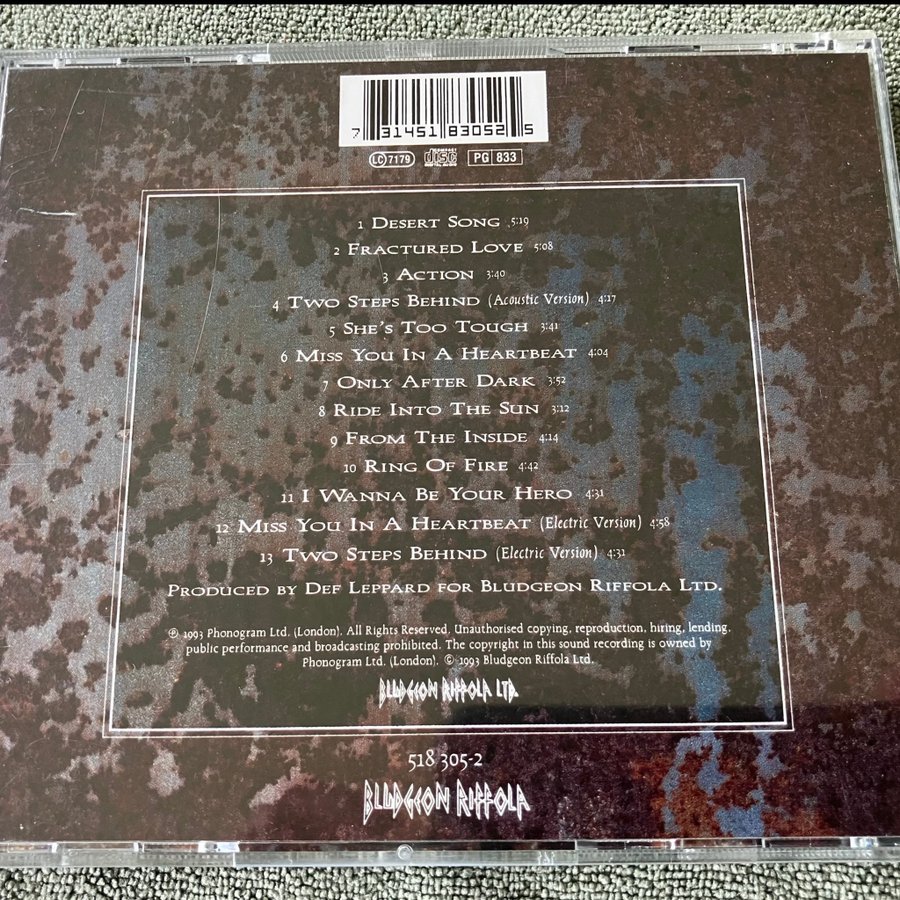 7 31451 83052 5
LC 7179 COMPACT disc DIGITAL AUDIO PG 833
1 DESERT SONG 5:19
2 FRACTURED LOVE 5:08
3 ACTION 3:40
4 TWO STEPS BEHIND (Acoustic Version) 4:17
5 SHE'S TOO TOUGH 3:41
6 MISS YOU IN A HEARTBEAT 4:04
7 ONLY AFTER DARK 3:52
8 RIDE INTO THE SUN 3:12
9 FROM THE INSIDE 4:14
10 RING OF FIRE 4:42
11 I WANNA BE YOUR HERO 4:31
12 MISS YOU IN A HEARTBEAT (Electric Version) 4:58
13 TWO STEPS BEHIND (Electric Version) 4:31
PRODUCED BY DEF LEPPARD FOR BLUDGEON RIFFOLA LTD.
℗ 1993 Phonogram Ltd. (London). All Rights Reserved. Unauthorised copying, reproduction, hiring, lending,
public performance and broadcasting prohibited. The copyright in this sound recording is owned by
Phonogram Ltd. (London). © 1993 Bludgeon Riffola Ltd.
BLUDGEON RIFFOLA LTD.
518 305-2
BLUDGEON RIFFOLA